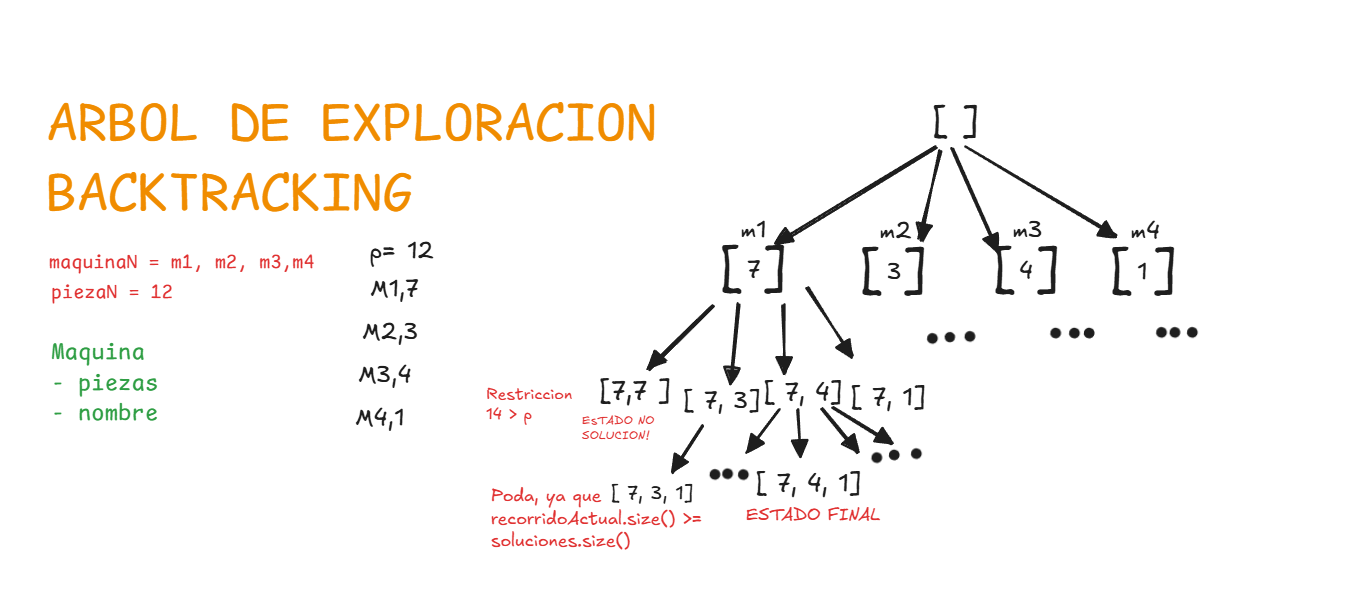 ARBOL DE EXPLORACION
BACKTRACKING
maquinaN = m1, m2, m3,m4
piezaN = 12
Maquina
- piezas
- nombre
p= 12
M1,7
M2,3
M3,4
M4,1
[ ]
m1
m2
m3
m4
[ 7 ]
[ 3 ]
[ 4 ]
[ 1 ]
[7,7 ]
[ 7, 3]
[ 7, 4]
[ 7, 1]
Restriccion
14 > p
ESTADO NO
SOLUCION!
Poda, ya que
[ 7, 3, 1]
recorridoActual.size() >=
soluciones.size()
[ 7, 4, 1]
ESTADO FINAL